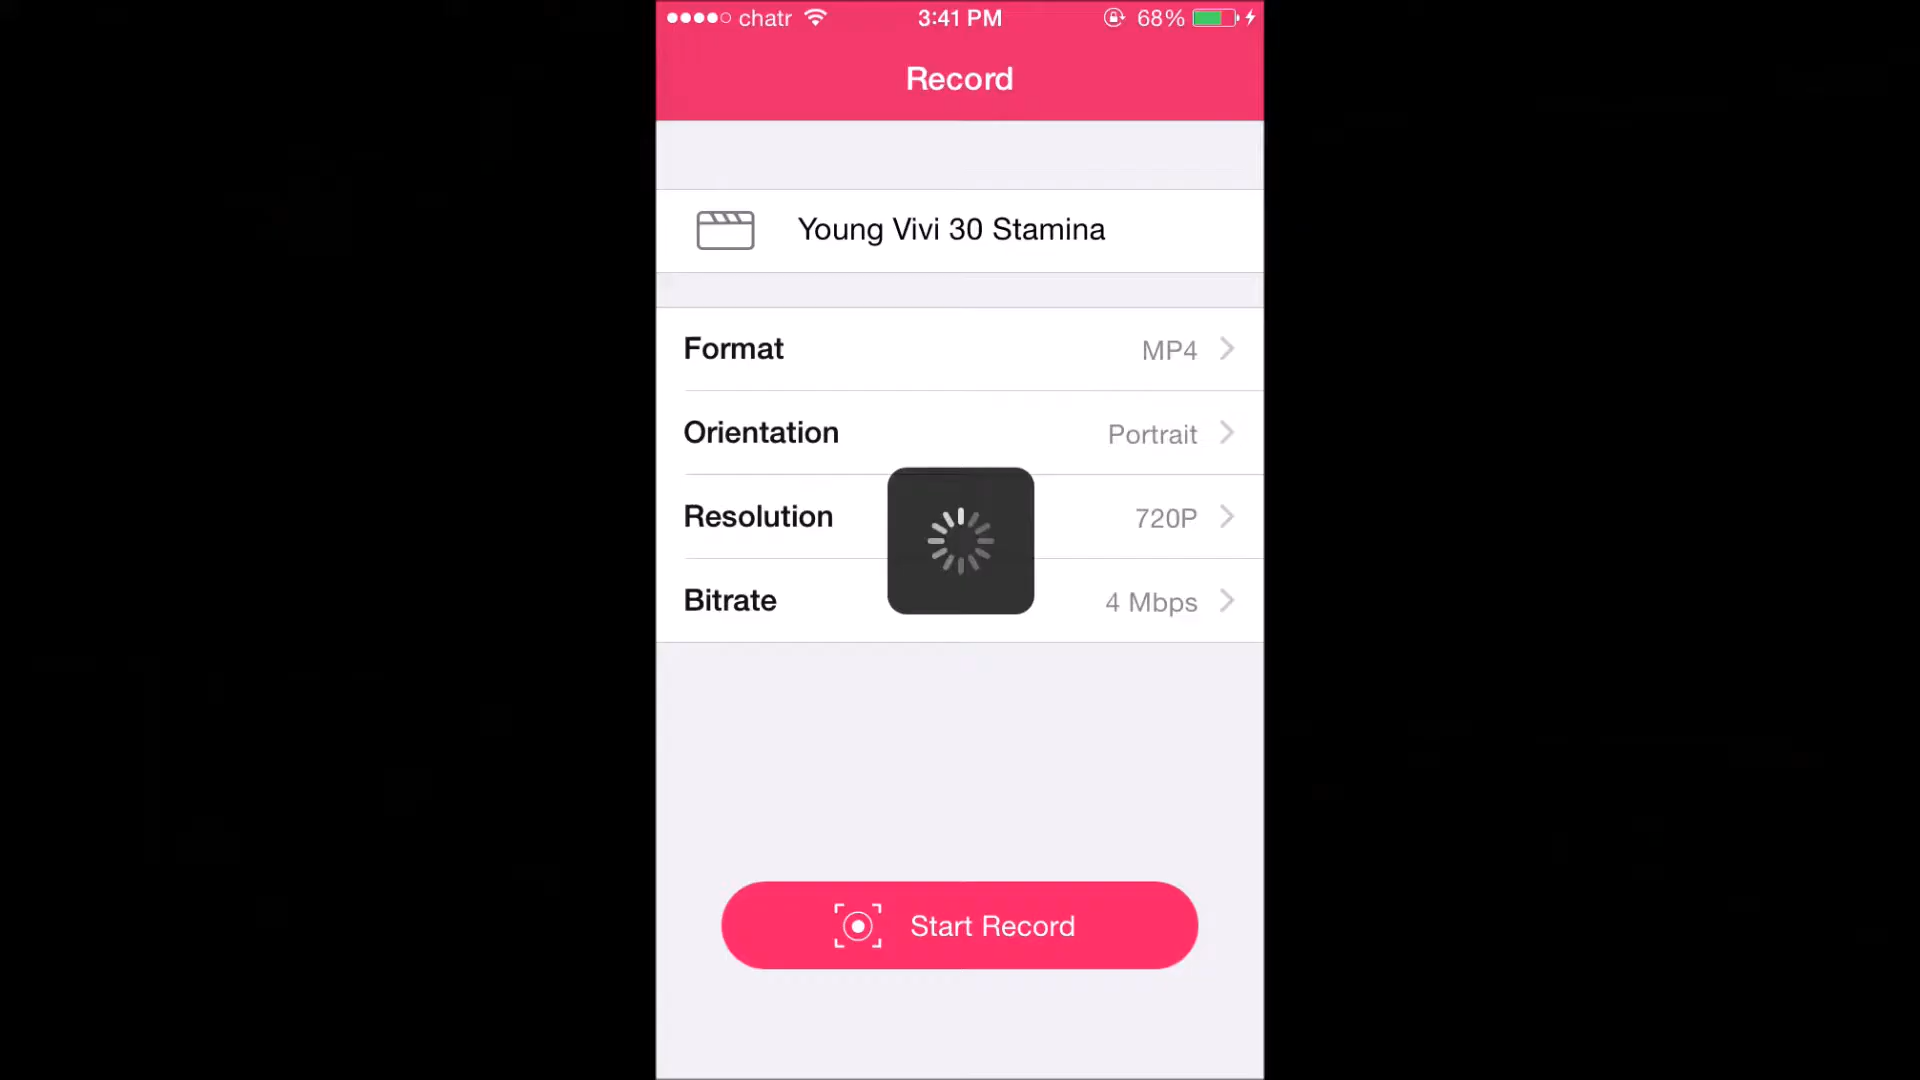 chatr 3:41 PM 68%
Record
Young Vivi 30 Stamina
Format MP4
Orientation Portrait
Resolution 720P
Bitrate 4 Mbps
Start Record